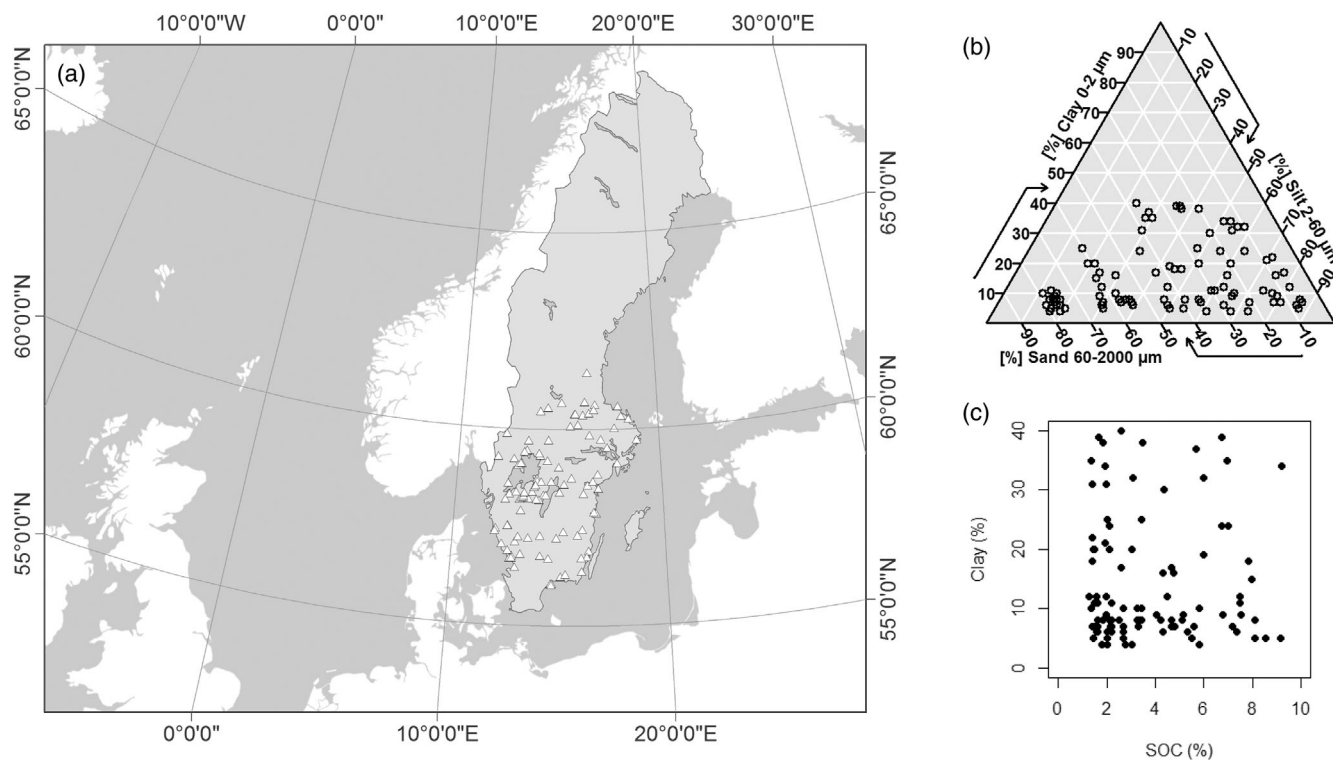 10°0'0"W 0°0'0" 10°0'0"E 20°0'0"E 30°0'0"E
(a)
65°0'0"N
60°0'0"N
55°0'0"N
65°0'0"N
60°0'0"N
55°0'0"N
0°0'0" 10°0'0"E 20°0'0"E
(b)
[%] Clay 0-2 µm
90
80
70
60
50
40
30
20
10
[%] Silt 2-60 µm
10
20
30
40
50
60
70
80
90
90 80 70 60 50 40 30 20 10
[%] Sand 60-2000 µm
(c)
Clay (%)
40
30
20
10
0
0 2 4 6 8 10
SOC (%)